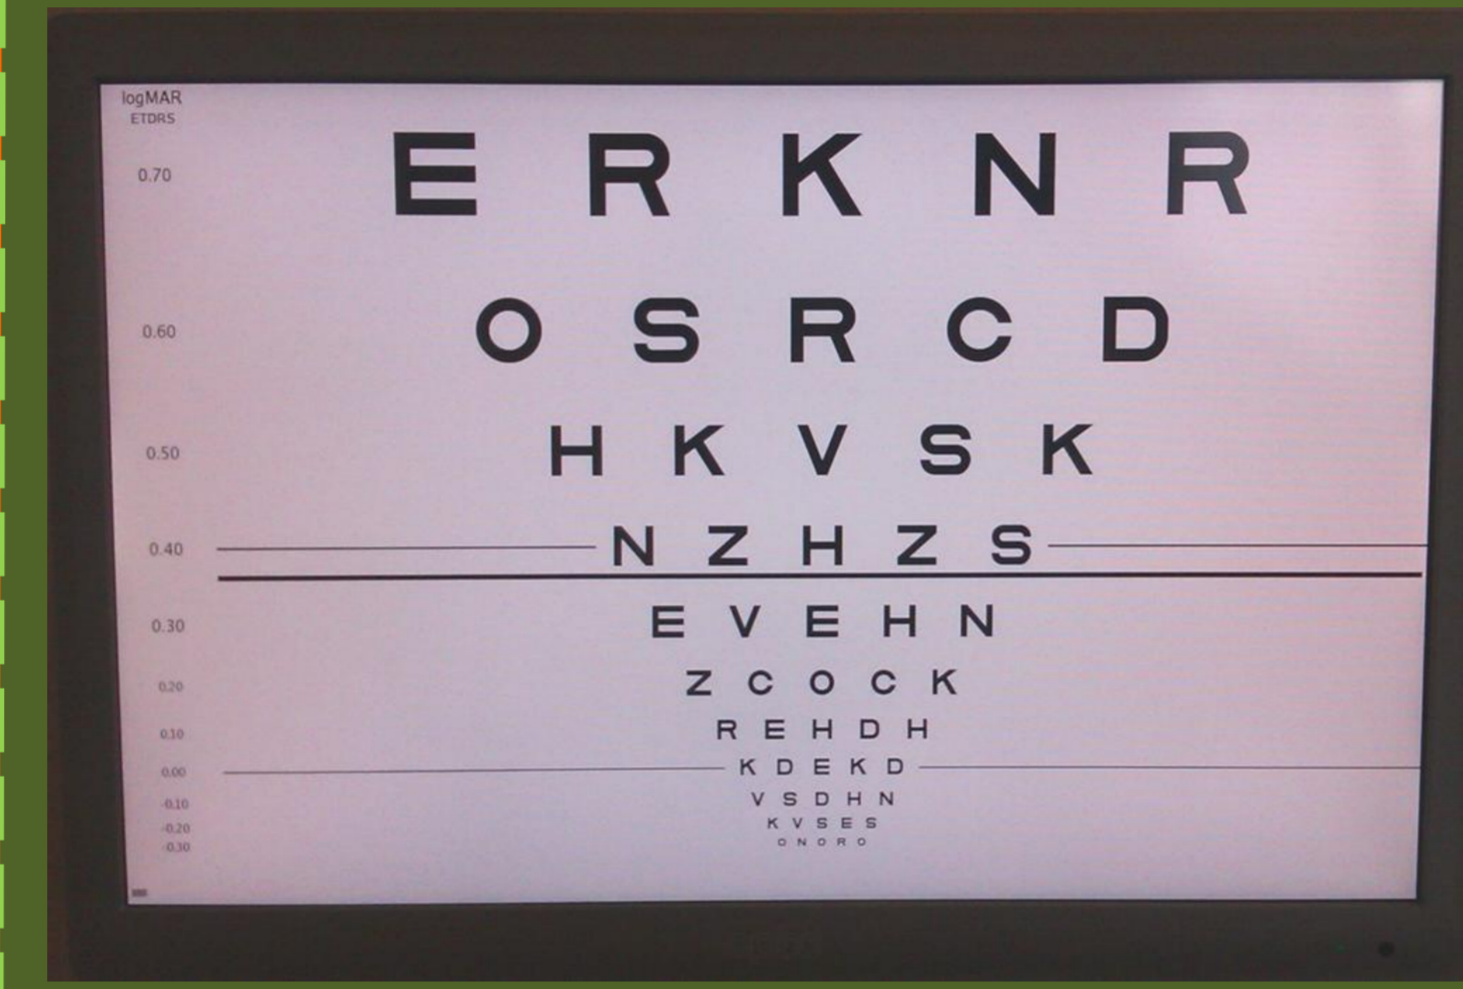 logMAR
ETDRS
0.70 E R K N R
0.60 O S R C D
0.50 H K V S K
0.40 N Z H Z S
0.30 E V E H N
0.20 Z C O C K
0.10 R E H D H
0.00 K D E K D
-0.10 V S D H N
-0.20 K V S E S
-0.30 O N O R O